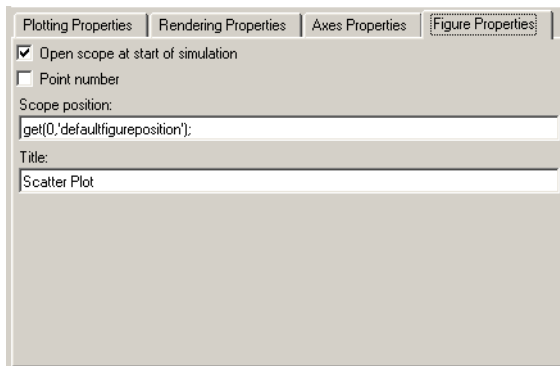 Plotting Properties Rendering Properties Axes Properties Figure Properties
Open scope at start of simulation
Point number
Scope position:
get(0,'defaultfigureposition');
Title:
Scatter Plot